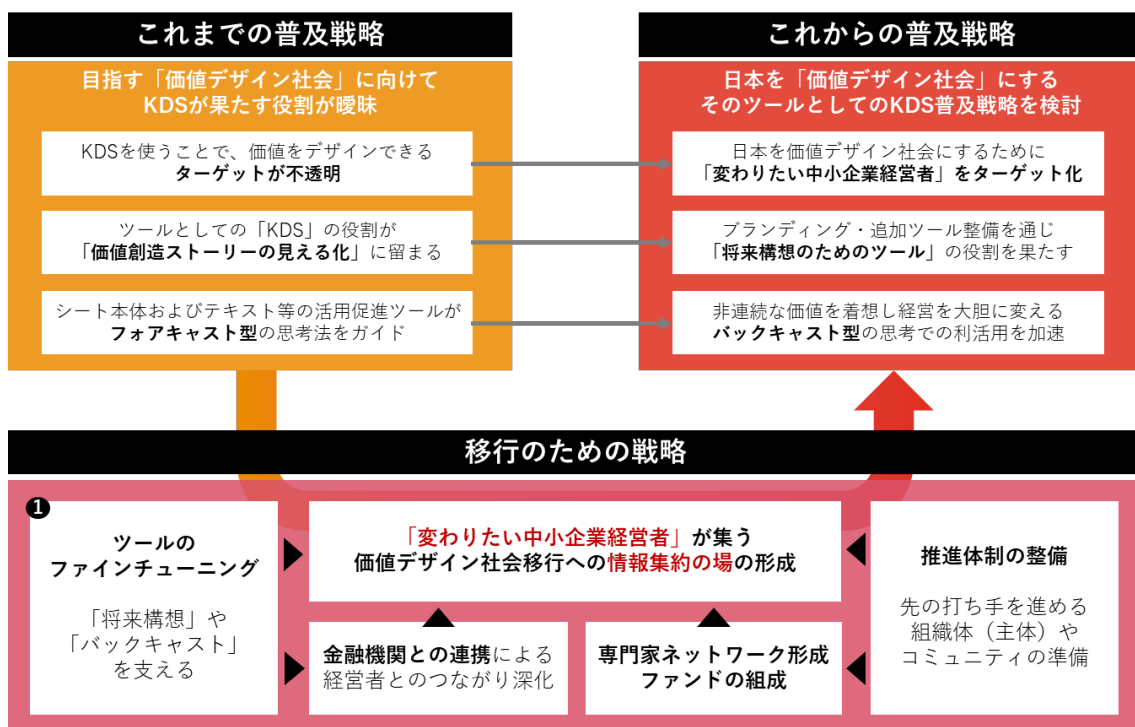 これまでの普及戦略
目指す「価値デザイン社会」に向けて
KDSが果たす役割が曖昧
KDSを使うことで、価値をデザインできる
ターゲットが不透明
ツールとしての「KDS」の役割が
「価値創造ストーリーの見える化」に留まる
シート本体およびテキスト等の活用促進ツールが
フォアキャスト型の思考法をガイド
これからの普及戦略
日本を「価値デザイン社会」にする
そのツールとしてのKDS普及戦略を検討
日本を価値デザイン社会にするために
「変わりたい中小企業経営者」をターゲット化
ブランディング・追加ツール整備を通じ
「将来構想のためのツール」の役割を果たす
非連続な価値を着想し経営を大胆に変える
バックキャスト型の思考での利活用を加速
移行のための戦略
1
ツールの
ファインチューニング
「将来構想」や
「バックキャスト」
を支える
「変わりたい中小企業経営者」が集う
価値デザイン社会移行への情報集約の場の形成
金融機関との連携による
経営者とのつながり深化
専門家ネットワーク形成
ファンドの組成
推進体制の整備
先の打ち手を進める
組織体（主体）や
コミュニティの準備